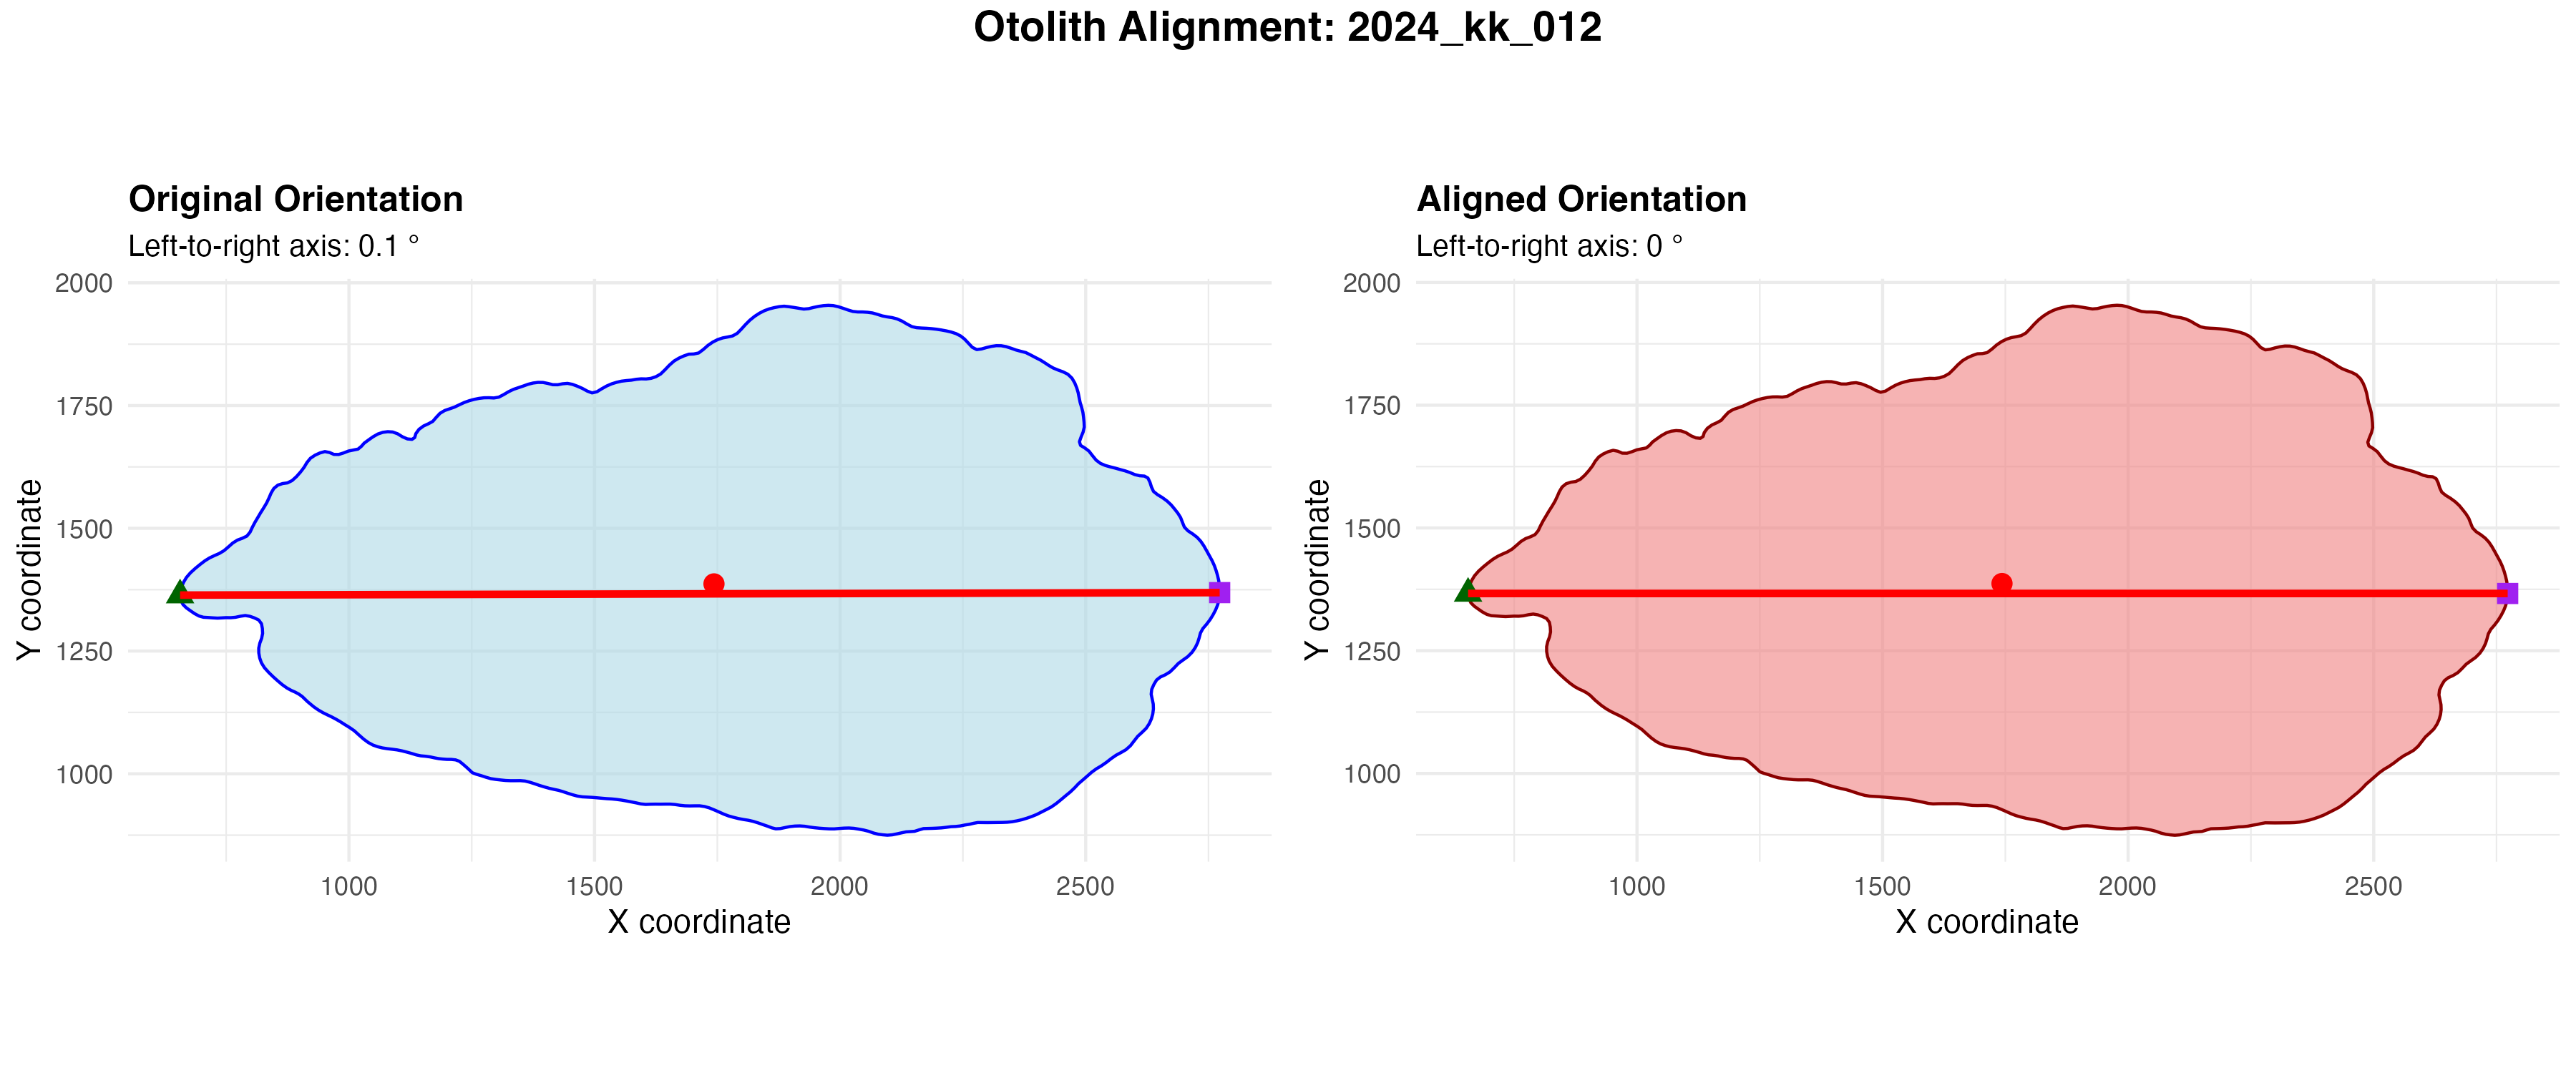 Otolith Alignment: 2024_kk_012
Original Orientation
Left-to-right axis: 0.1 °
2000
1750
1500
1250
1000
Y coordinate
1000 1500 2000 2500
X coordinate
Aligned Orientation
Left-to-right axis: 0 °
2000
1750
1500
1250
1000
Y coordinate
1000 1500 2000 2500
X coordinate